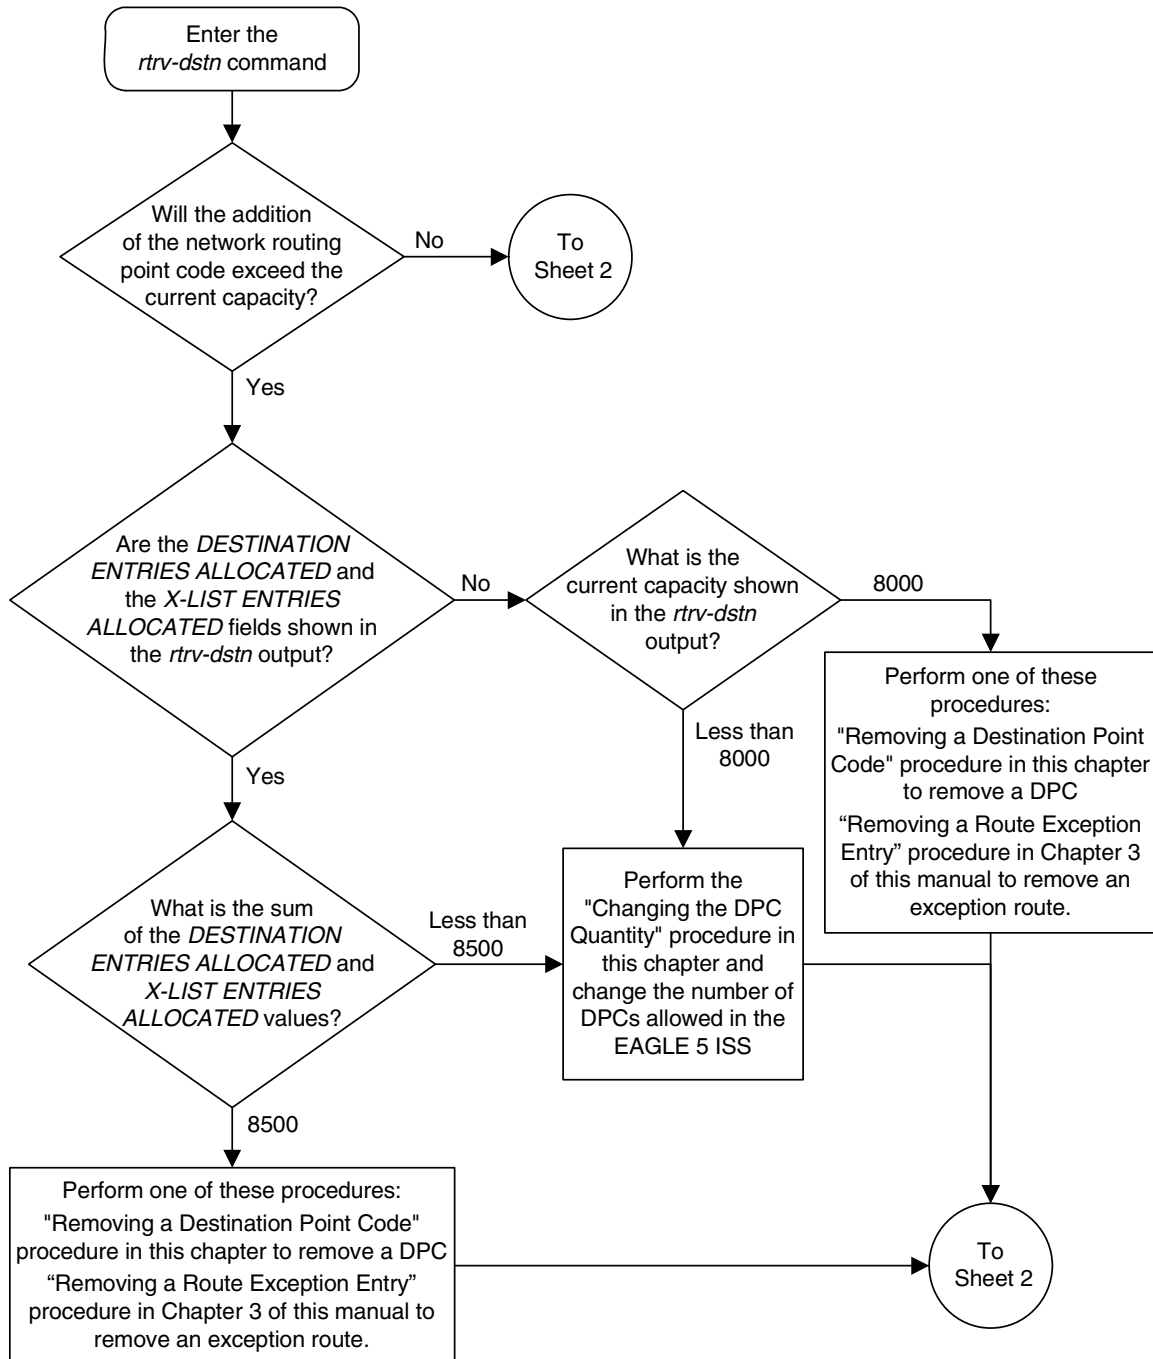 Enter the
rtrv-dstn command
Will the addition
of the network routing
point code exceed the
current capacity?
No
To
Sheet 2
Yes
Are the DESTINATION
ENTRIES ALLOCATED and
the X-LIST ENTRIES
ALLOCATED fields shown in
the rtrv-dstn output?
No
What is the
current capacity shown
in the rtrv-dstn
output?
8000
Perform one of these
procedures:
"Removing a Destination Point
Code" procedure in this chapter
to remove a DPC
“Removing a Route Exception
Entry” procedure in Chapter 3
of this manual to remove an
exception route.
Less than
8000
Yes
What is the sum
of the DESTINATION
ENTRIES ALLOCATED and
X-LIST ENTRIES
ALLOCATED values?
Less than
8500
Perform the
"Changing the DPC
Quantity" procedure in
this chapter and
change the number of
DPCs allowed in the
EAGLE 5 ISS
8500
Perform one of these procedures:
"Removing a Destination Point Code"
procedure in this chapter to remove a DPC
“Removing a Route Exception Entry”
procedure in Chapter 3 of this manual to
remove an exception route.
To
Sheet 2